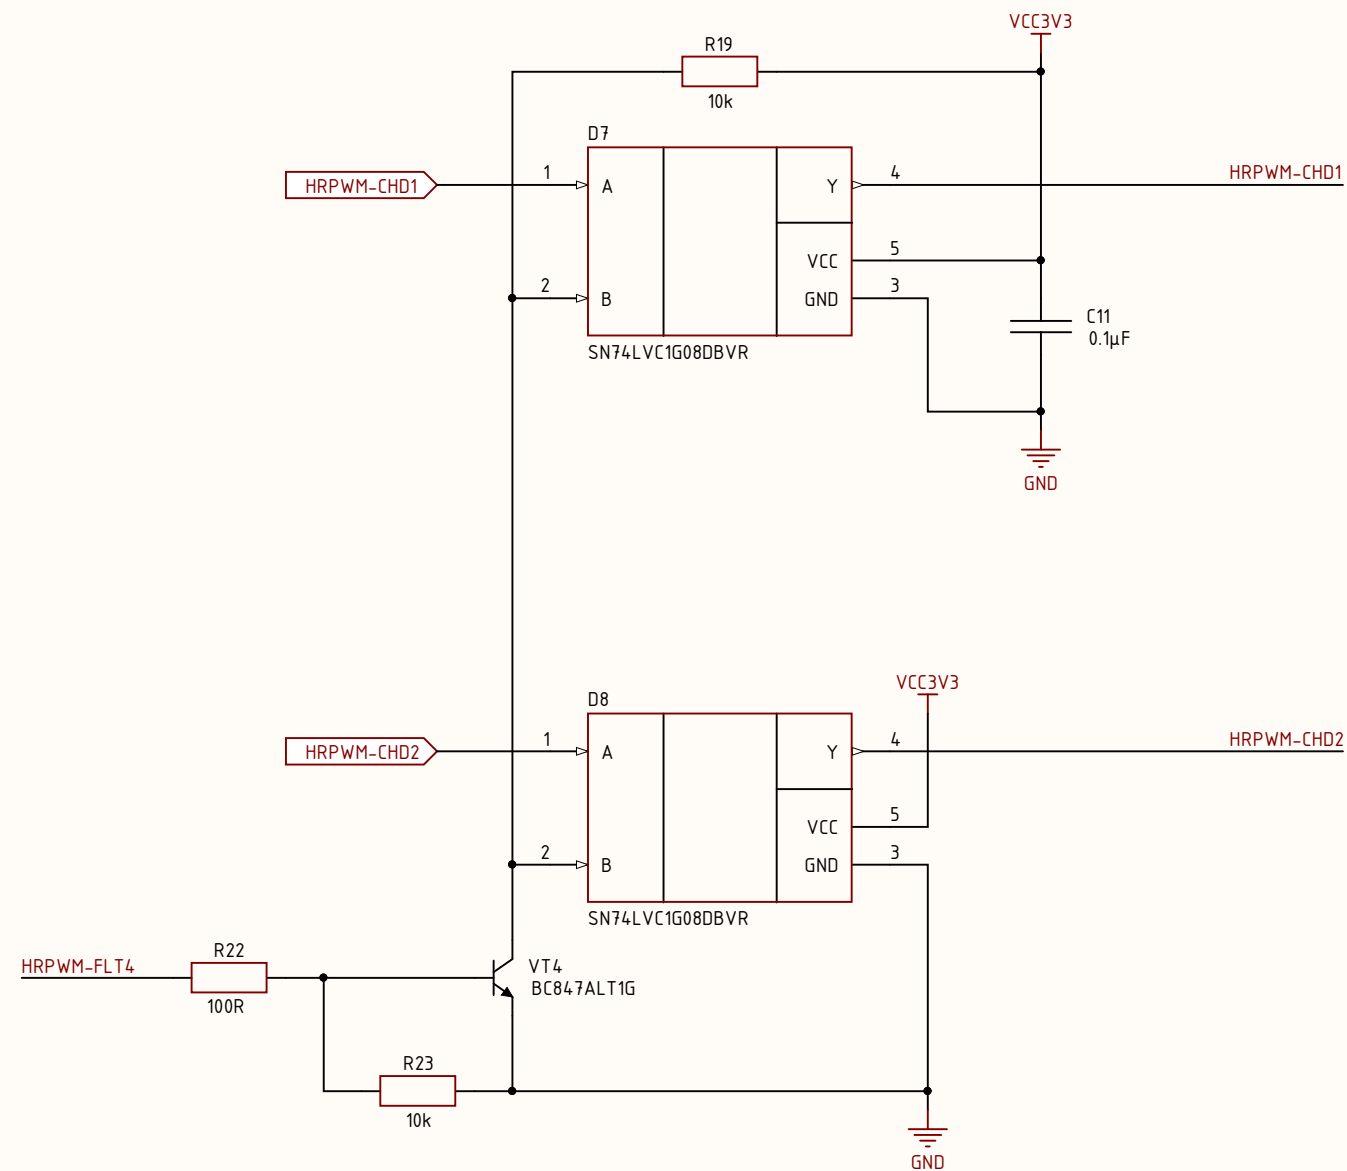 VCC3V3
R19
10k
D7
HRPWM-CHD1
1
A
Y
4
HRPWM-CHD1
VCC
5
2
B
GND
3
SN74LVC1G08DBVR
C11
0.1µF
GND
VCC3V3
D8
HRPWM-CHD2
1
A
Y
4
HRPWM-CHD2
VCC
5
2
B
GND
3
SN74LVC1G08DBVR
HRPWM-FLT4
R22
100R
VT4
BC847ALT1G
R23
10k
GND